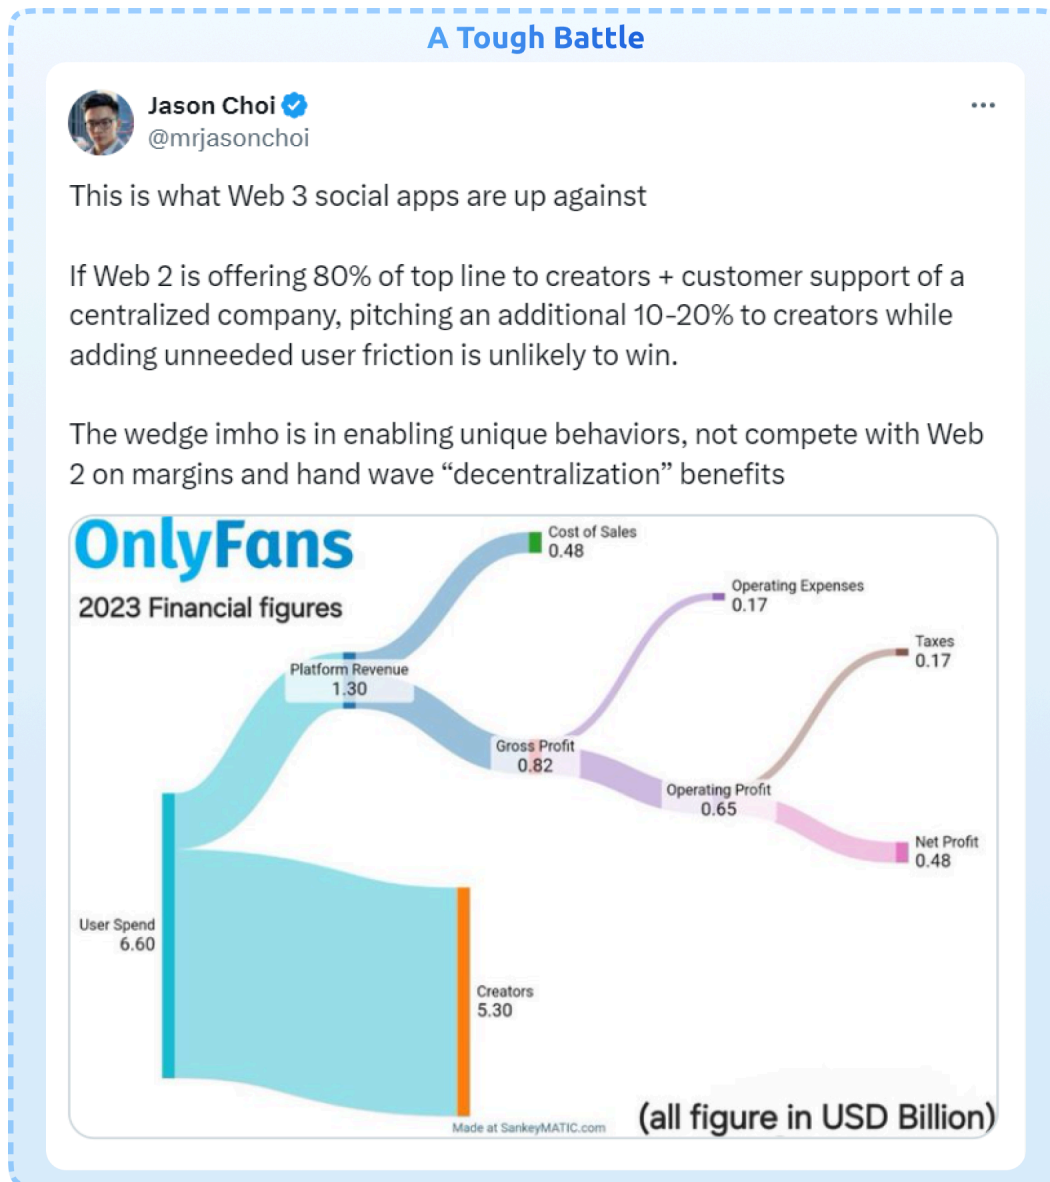 A Tough Battle
Jason Choi
@mrjasonchoi
This is what Web 3 social apps are up against
If Web 2 is offering 80% of top line to creators + customer support of a
centralized company, pitching an additional 10-20% to creators while
adding unneeded user friction is unlikely to win.
The wedge imho is in enabling unique behaviors, not compete with Web
2 on margins and hand wave “decentralization” benefits
OnlyFans
2023 Financial figures
Cost of Sales
0.48
Operating Expenses
0.17
Taxes
0.17
Platform Revenue
1.30
Gross Profit
0.82
Operating Profit
0.65
Net Profit
0.48
User Spend
6.60
Creators
5.30
Made at SankeyMATIC.com
(all figure in USD Billion)